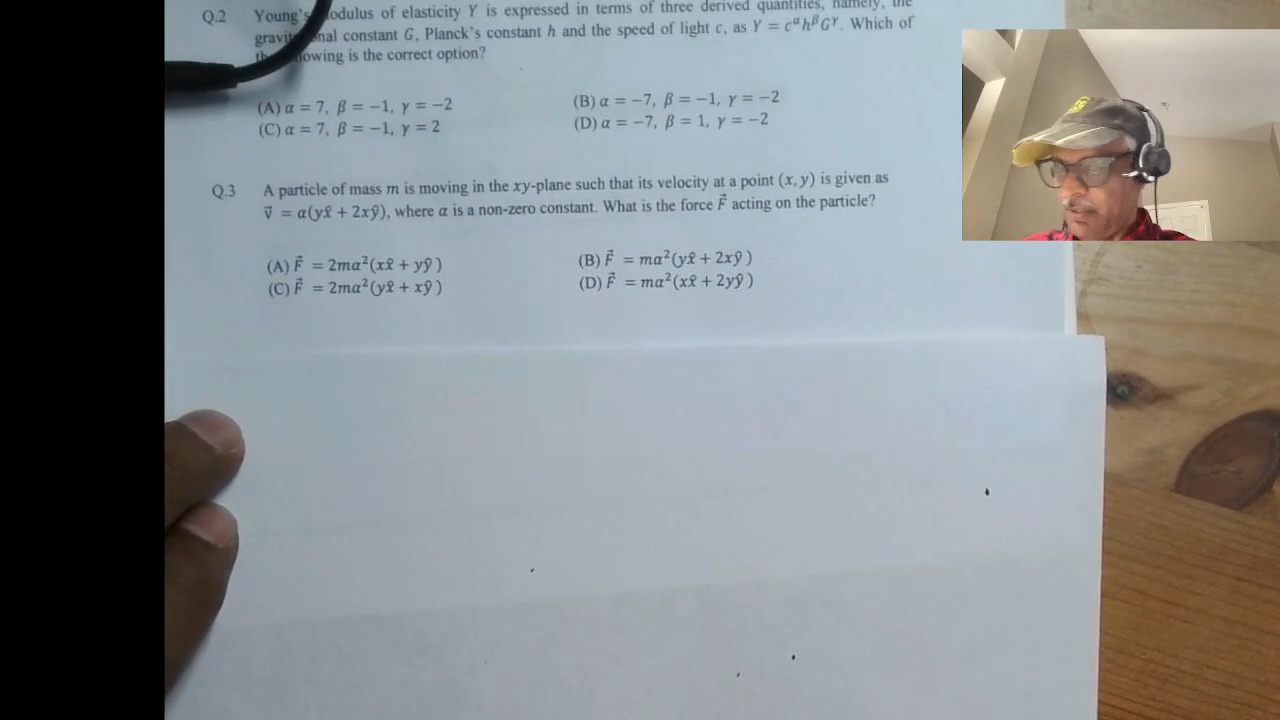 Q.2 Young's modulus of elasticity Y is expressed in terms of three derived quantities, namely, the
constant G, Planck's constant h and the speed of light c, as Y = c^α h^β G^γ. Which of
is the correct option?
(A) α = 7, β = −1, γ = −2 (B) α = −7, β = −1, γ = −2
(C) α = 7, β = −1, γ = 2 (D) α = −7, β = 1, γ = −2
Q.3 A particle of mass m is moving in the xy-plane such that its velocity at a point (x, y) is given as
v⃗ = α(yx̂ + 2xŷ), where α is a non-zero constant. What is the force F⃗ acting on the particle?
(A) F⃗ = 2mα²(xx̂ + yŷ) (B) F⃗ = mα²(yx̂ + 2xŷ)
(C) F⃗ = 2mα²(yx̂ + xŷ) (D) F⃗ = mα²(xx̂ + 2yŷ)